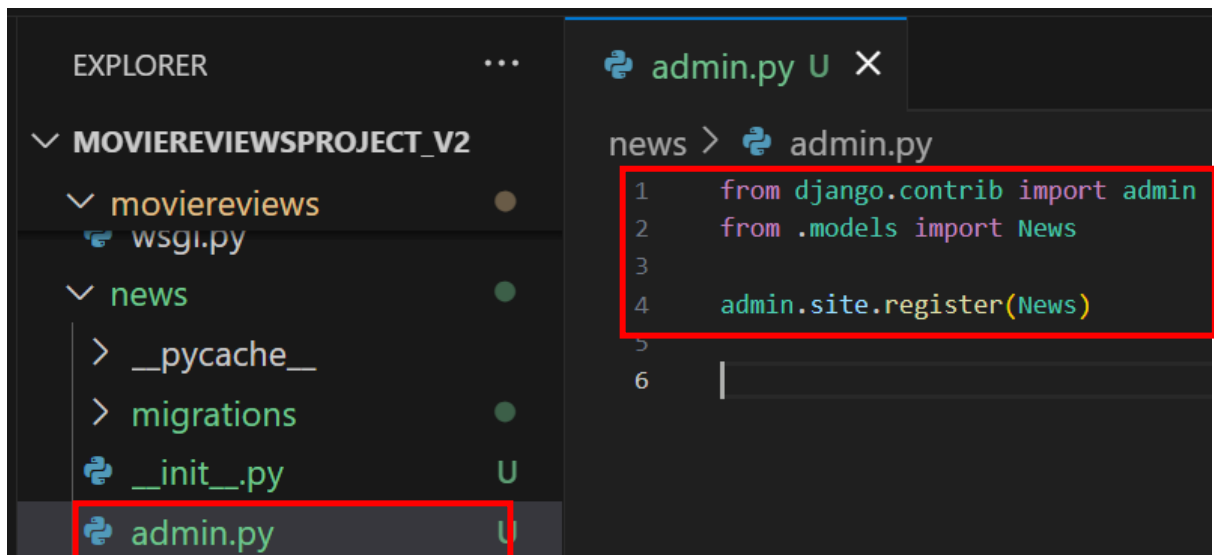 EXPLORER ...
MOVIEREVIEWSPROJECT_V2
moviereviews
wsgi.py
news
__pycache__
migrations
__init__.py U
admin.py U
admin.py U
news > admin.py
1 from django.contrib import admin
2 from .models import News
3
4 admin.site.register(News)
5
6